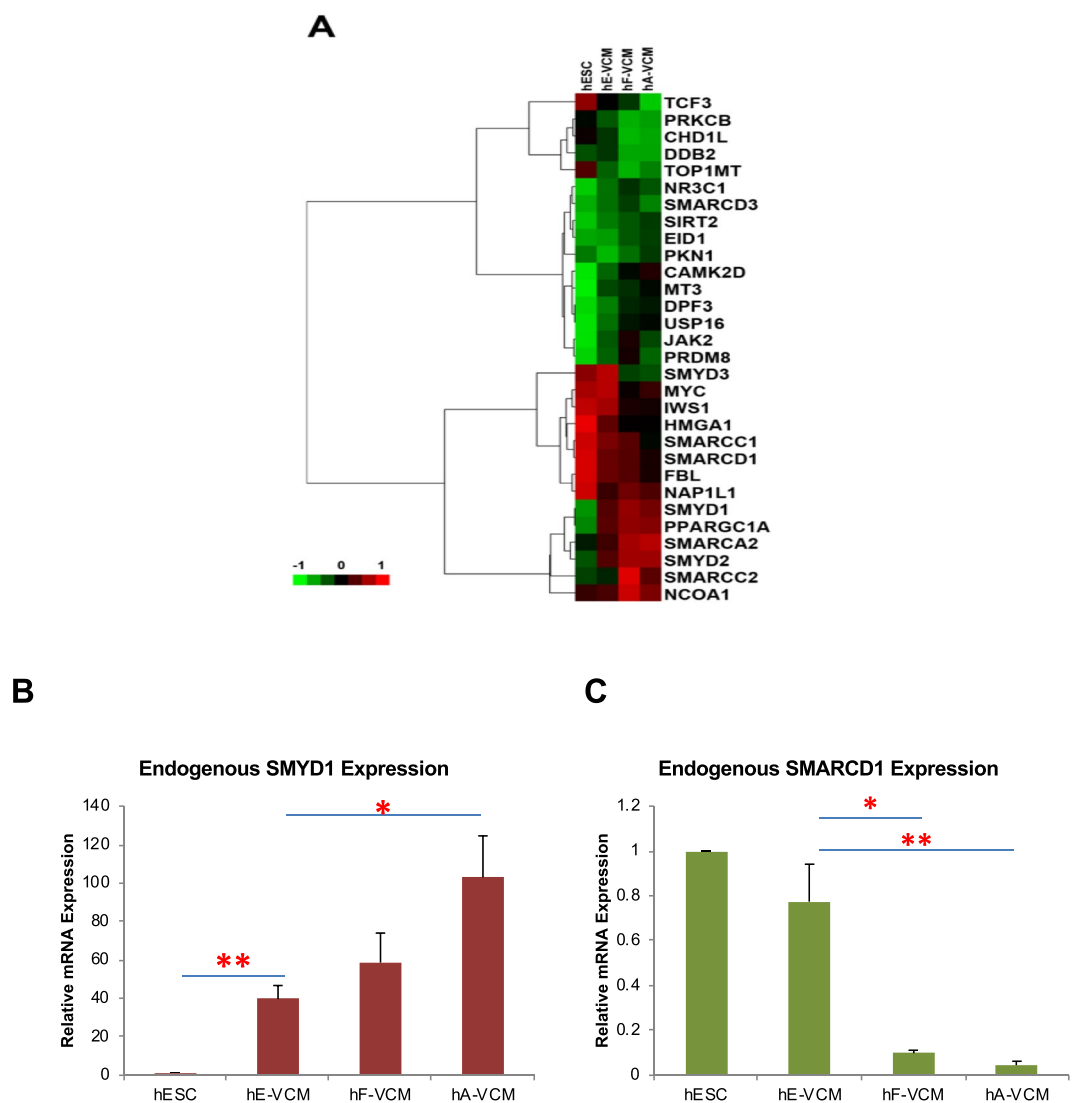 A
hESC hE-VCM hF-VCM hA-VCM
TCF3
PRKCB
CHD1L
DDB2
TOP1MT
NR3C1
SMARCD3
SIRT2
EID1
PKN1
CAMK2D
MT3
DPF3
USP16
JAK2
PRDM8
SMYD3
MYC
IWS1
HMGA1
SMARCC1
SMARCD1
FBL
NAP1L1
SMYD1
PPARGC1A
SMARCA2
SMYD2
SMARCC2
NCOA1
-1 0 1
B
Endogenous SMYD1 Expression
Relative mRNA Expression
140
120
100
80
60
40
20
0
*
**
hESC hE-VCM hF-VCM hA-VCM
C
Endogenous SMARCD1 Expression
Relative mRNA Expression
1.2
1
0.8
0.6
0.4
0.2
0
*
**
hESC hE-VCM hF-VCM hA-VCM